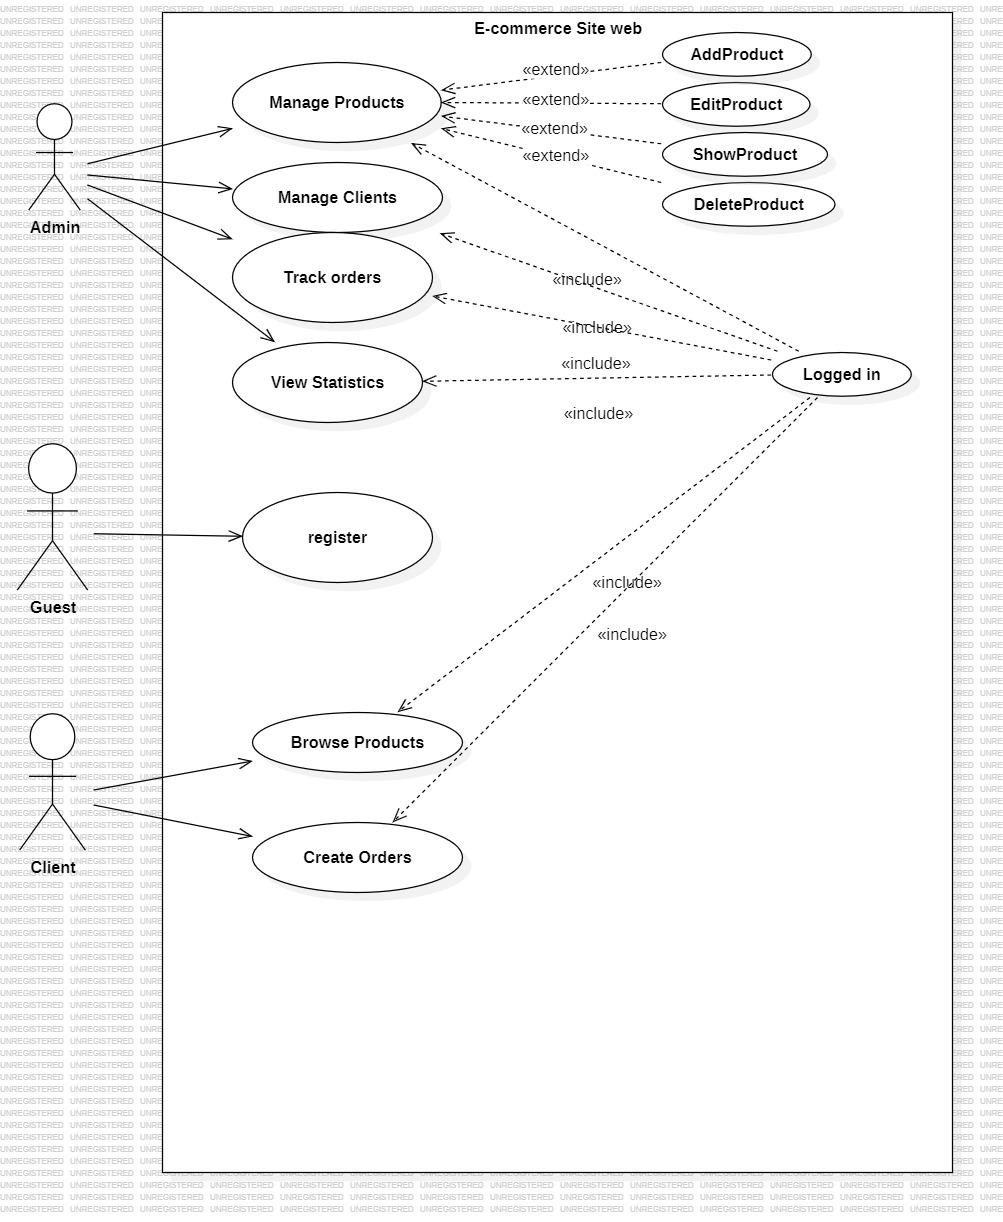 E-commerce Site web
AddProduct
«extend»
Manage Products
«extend»
EditProduct
«extend»
ShowProduct
«extend»
Manage Clients
DeleteProduct
Admin
Track orders
«include»
«include»
«include»
Logged in
View Statistics
«include»
register
«include»
Guest
«include»
Browse Products
Create Orders
Client
UNREGISTERED